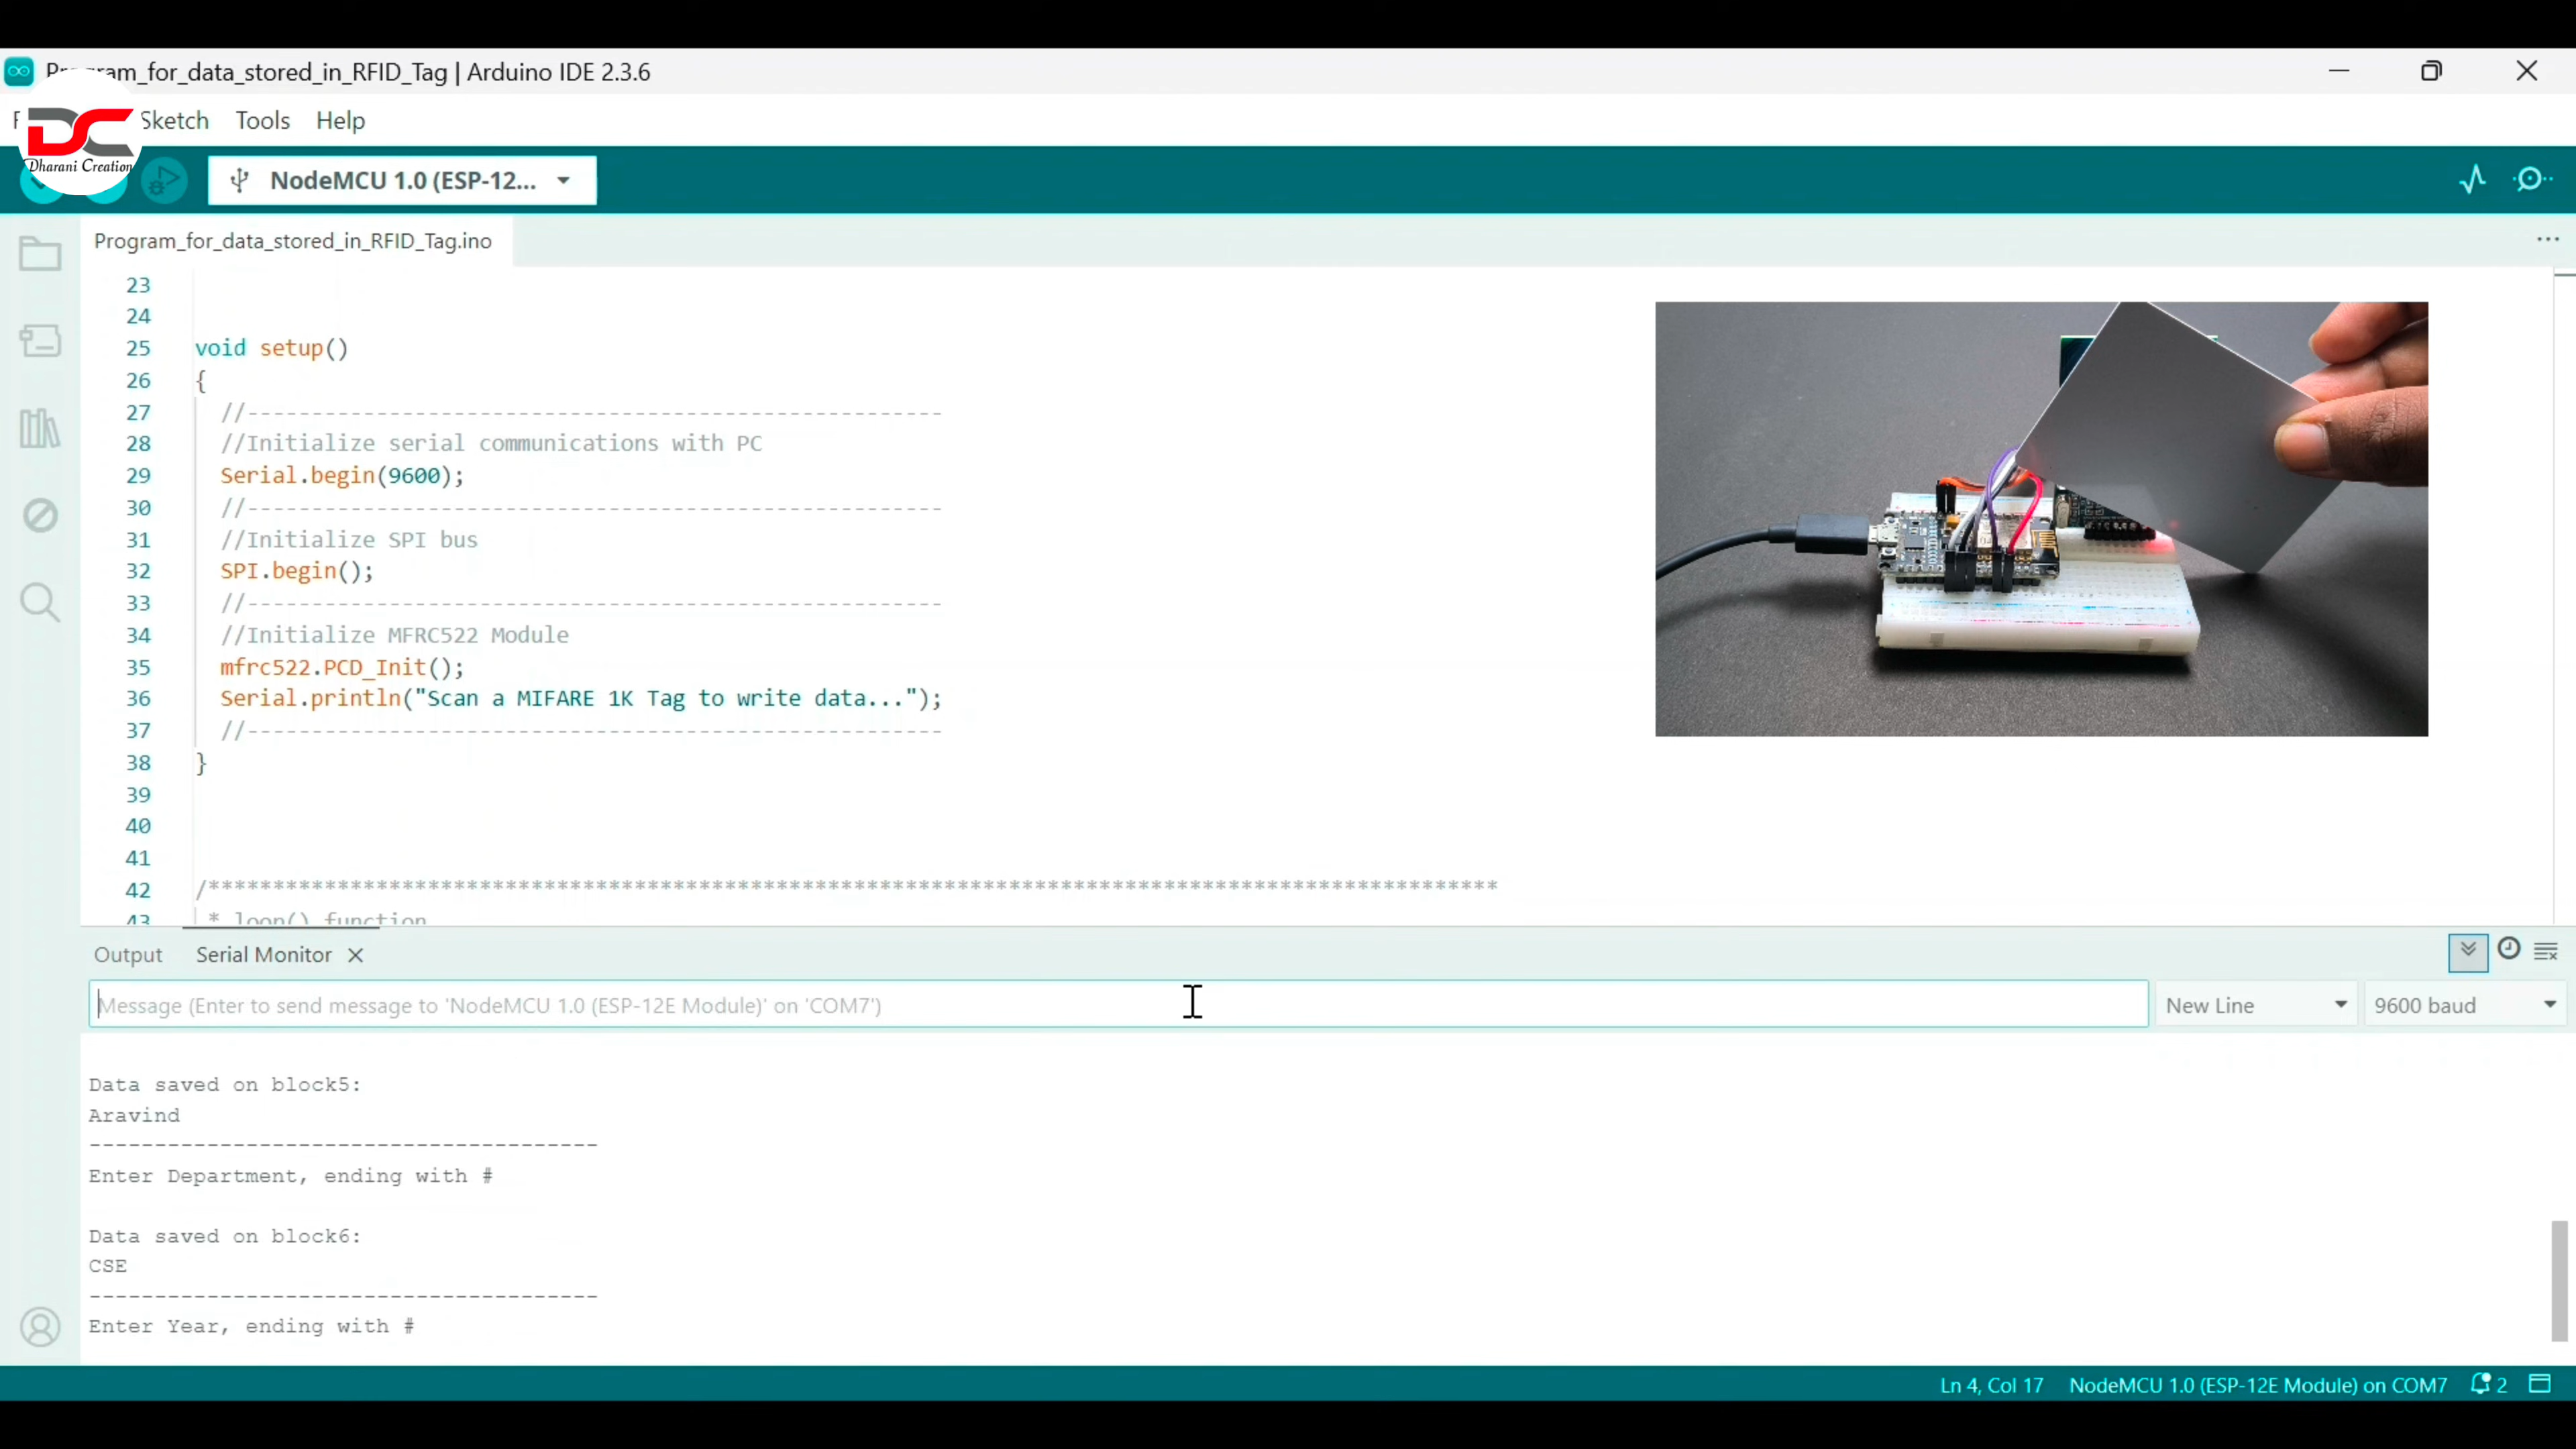 Program_for_data_stored_in_RFID_Tag | Arduino IDE 2.3.6
F
Sketch
Tools
Help
DC
Dharani Creation
NodeMCU 1.0 (ESP-12...
Program_for_data_stored_in_RFID_Tag.ino
...
23
24
25 void setup()
26 {
27 //------------------------------------------------------
28 //Initialize serial communications with PC
29 Serial.begin(9600);
30 //------------------------------------------------------
31 //Initialize SPI bus
32 SPI.begin();
33 //------------------------------------------------------
34 //Initialize MFRC522 Module
35 mfrc522.PCD_Init();
36 Serial.println("Scan a MIFARE 1K Tag to write data...");
37 //------------------------------------------------------
38 }
39
40
41
42 /****************************************************************************************************
43 * loop() function
Output
Serial Monitor
Message (Enter to send message to 'NodeMCU 1.0 (ESP-12E Module)' on 'COM7')
New Line
9600 baud
Data saved on block5:
Aravind
---------------------------------------
Enter Department, ending with #
Data saved on block6:
CSE
---------------------------------------
Enter Year, ending with #
Ln 4, Col 17
NodeMCU 1.0 (ESP-12E Module) on COM7
2